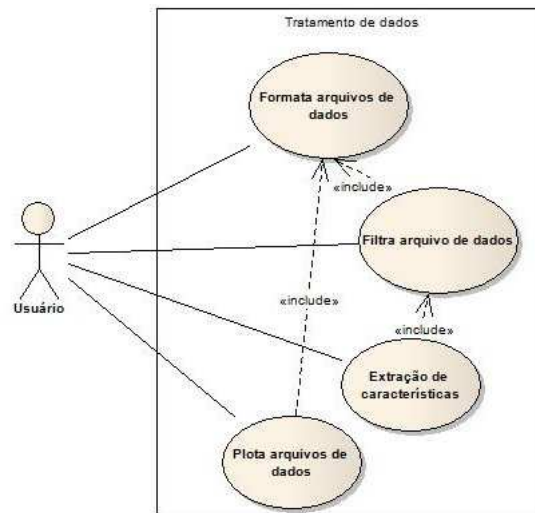 Tratamento de dados
Formata arquivos de
dados
«include»
Filtra arquivo de dados
Usuário
«include»
«include»
Extração de
características
Plota arquivos de
dados